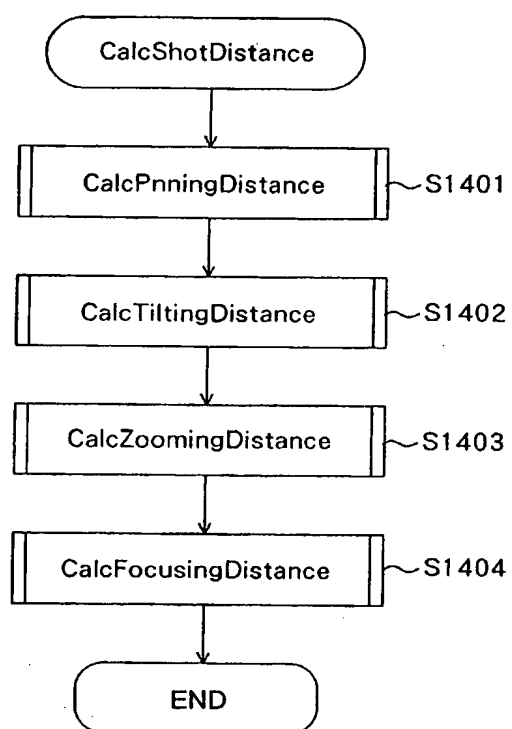 CalcShotDistance
CalcPnningDistance S1401
CalcTiltingDistance S1402
CalcZoomingDistance S1403
CalcFocusingDistance S1404
END